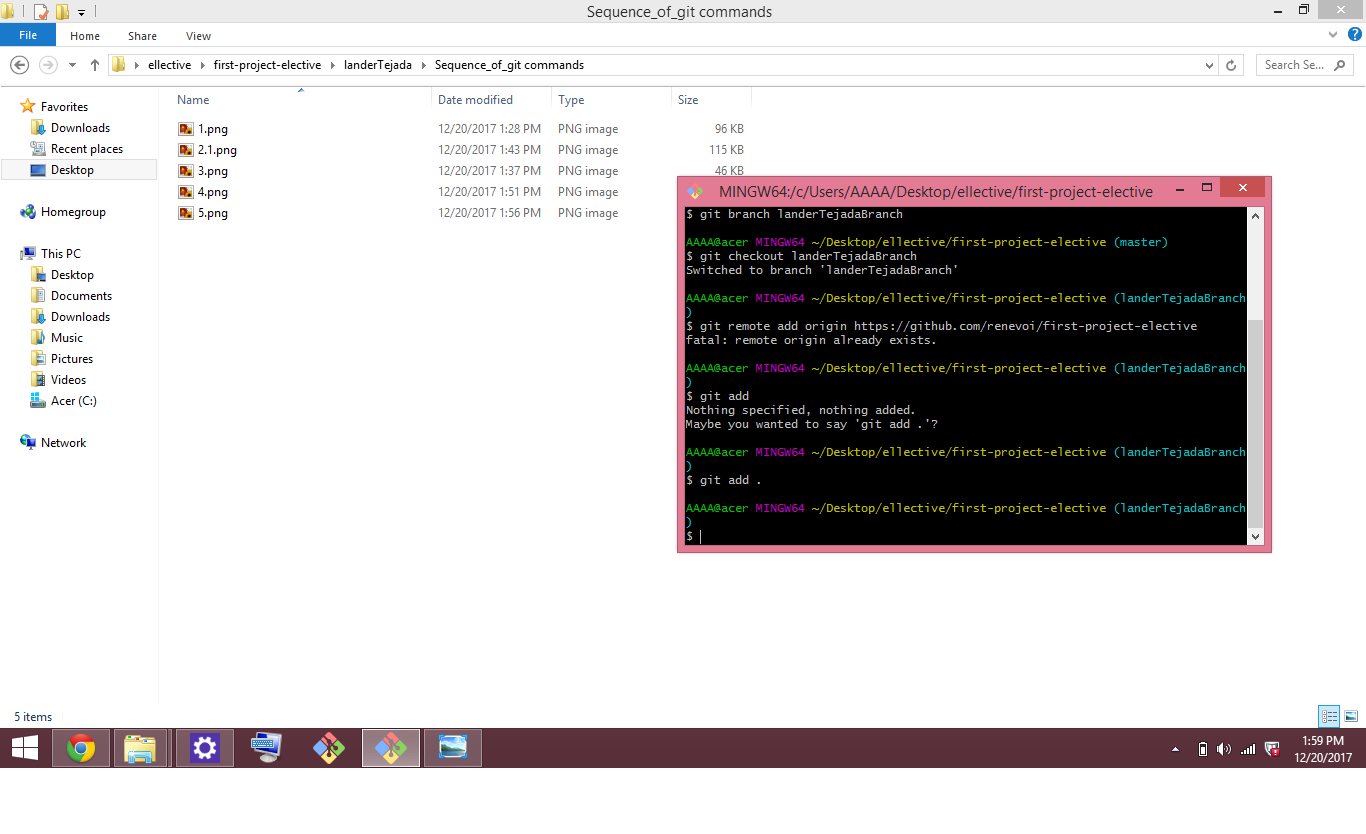 Sequence_of_git commands
File Home Share View
ellective first-project-elective landerTejada Sequence_of_git commands
Search Se...
Name Date modified Type Size
Favorites
Downloads
Recent places
Desktop
Homegroup
This PC
Desktop
Documents
Downloads
Music
Pictures
Videos
Acer (C:)
Network
1.png 12/20/2017 1:28 PM PNG image 96 KB
2.1.png 12/20/2017 1:43 PM PNG image 115 KB
3.png 12/20/2017 1:37 PM PNG image 46 KB
4.png 12/20/2017 1:51 PM PNG image
5.png 12/20/2017 1:56 PM PNG image
MINGW64:/c/Users/AAAA/Desktop/ellective/first-project-elective
$ git branch landerTejadaBranch
AAAA@acer MINGW64 ~/Desktop/ellective/first-project-elective (master)
$ git checkout landerTejadaBranch
Switched to branch 'landerTejadaBranch'
AAAA@acer MINGW64 ~/Desktop/ellective/first-project-elective (landerTejadaBranch
)
$ git remote add origin https://github.com/renevoi/first-project-elective
fatal: remote origin already exists.
AAAA@acer MINGW64 ~/Desktop/ellective/first-project-elective (landerTejadaBranch
)
$ git add
Nothing specified, nothing added.
Maybe you wanted to say 'git add .'?
AAAA@acer MINGW64 ~/Desktop/ellective/first-project-elective (landerTejadaBranch
)
$ git add .
AAAA@acer MINGW64 ~/Desktop/ellective/first-project-elective (landerTejadaBranch
)
$
5 items
1:59 PM
12/20/2017